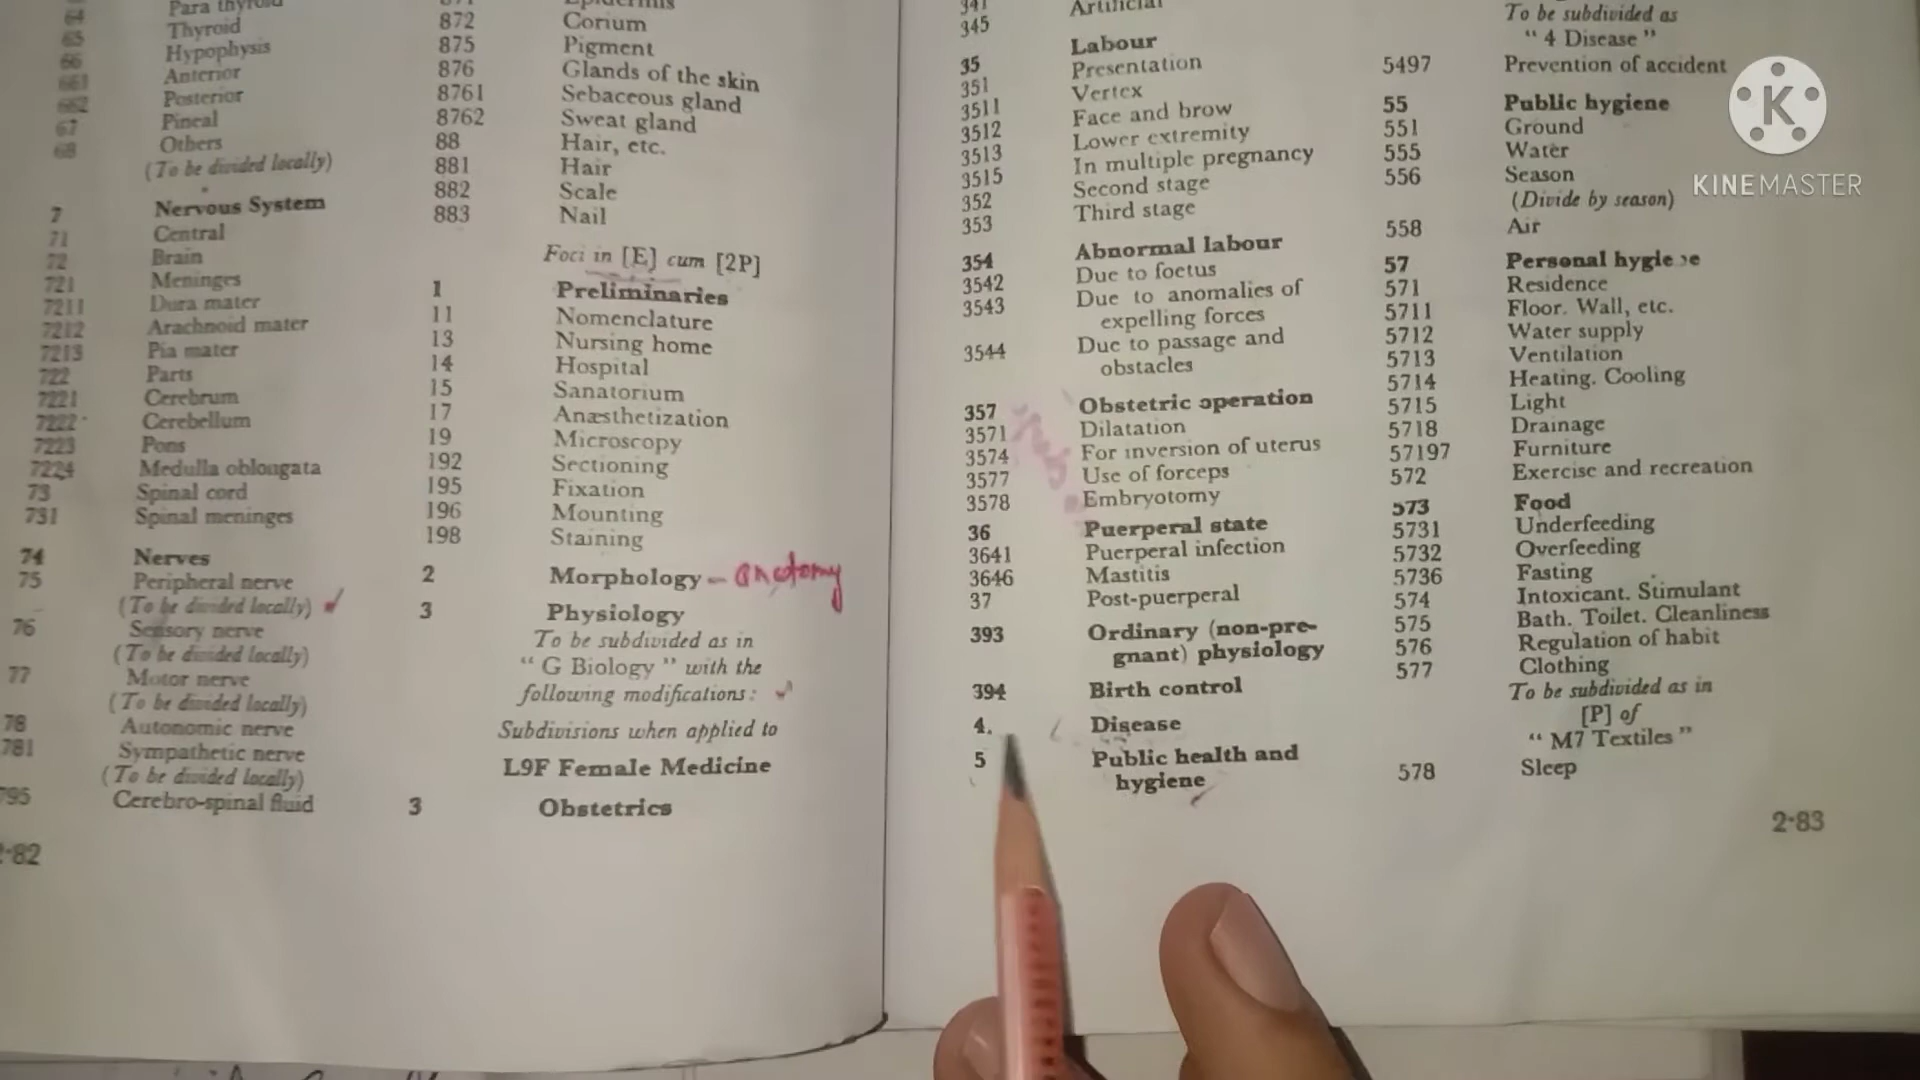 64 Para thyroid
65 Thyroid
66 Hypophysis
661 Anterior
662 Posterior
67 Pineal
68 Others
(To be divided locally)
7 Nervous System
71 Central
72 Brain
721 Meninges
7211 Dura mater
7212 Arachnoid mater
7213 Pia mater
722 Parts
7221 Cerebrum
7222 Cerebellum
7223 Pons
7224 Medulla oblongata
73 Spinal cord
731 Spinal meninges
74 Nerves
75 Peripheral nerve
(To be divided locally)
76 Sensory nerve
(To be divided locally)
77 Motor nerve
(To be divided locally)
78 Autonomic nerve
781 Sympathetic nerve
(To be divided locally)
795 Cerebro-spinal fluid
2·82
871 Epidermis
872 Corium
875 Pigment
876 Glands of the skin
8761 Sebaceous gland
8762 Sweat gland
88 Hair, etc.
881 Hair
882 Scale
883 Nail
Foci in [E] cum [2P]
1 Preliminaries
11 Nomenclature
13 Nursing home
14 Hospital
15 Sanatorium
17 Anæsthetization
19 Microscopy
192 Sectioning
195 Fixation
196 Mounting
198 Staining
2 Morphology - anatomy
3 Physiology
To be subdivided as in
“ G Biology ” with the
following modifications:
Subdivisions when applied to
L9F Female Medicine
3 Obstetrics
341 Artificial
345
35 Labour
351 Presentation
3511 Vertex
3512 Face and brow
3513 Lower extremity
3515 In multiple pregnancy
352 Second stage
353 Third stage
354 Abnormal labour
3542 Due to foetus
3543 Due to anomalies of
expelling forces
3544 Due to passage and
obstacles
357 Obstetric operation
3571 Dilatation
3574 For inversion of uterus
3577 Use of forceps
3578 Embryotomy
36 Puerperal state
3641 Puerperal infection
3646 Mastitis
37 Post-puerperal
393 Ordinary (non-pre-
gnant) physiology
394 Birth control
4. Disease
5 Public health and
hygiene
To be subdivided as
“ 4 Disease ”
5497 Prevention of accident
55 Public hygiene
551 Ground
555 Water
556 Season
(Divide by season)
558 Air
57 Personal hygiene
571 Residence
5711 Floor. Wall, etc.
5712 Water supply
5713 Ventilation
5714 Heating. Cooling
5715 Light
5718 Drainage
57197 Furniture
572 Exercise and recreation
573 Food
5731 Underfeeding
5732 Overfeeding
5736 Fasting
574 Intoxicant. Stimulant
575 Bath. Toilet. Cleanliness
576 Regulation of habit
577 Clothing
To be subdivided as in
[P] of
“ M7 Textiles ”
578 Sleep
2·83
K
KINEMASTER